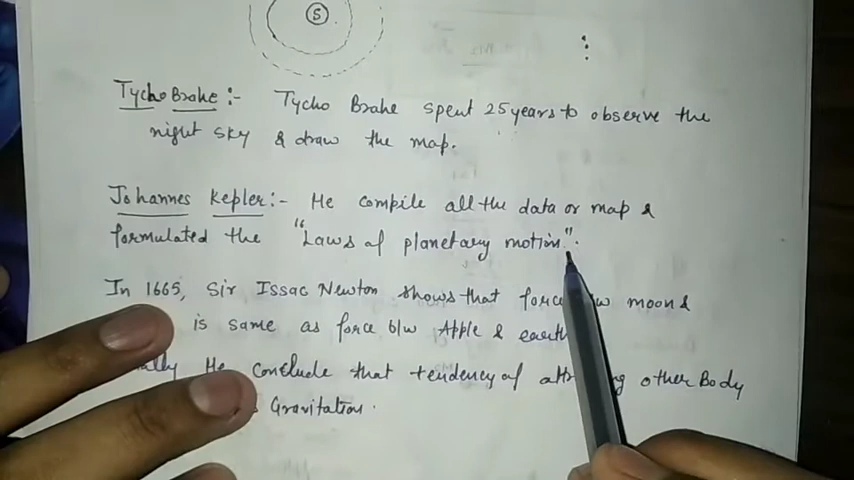 S
Tycho Brahe :- Tycho Brahe spent 25 years to observe the
night sky & draw the map.
Johannes Kepler :- He compile all the data or map &
formulated the "Laws of planetary motion".
In 1665, Sir Issac Newton shows that force b/w moon &
is same as force b/w Apple & earth
He conclude that tendency of other Body
Gravitation.